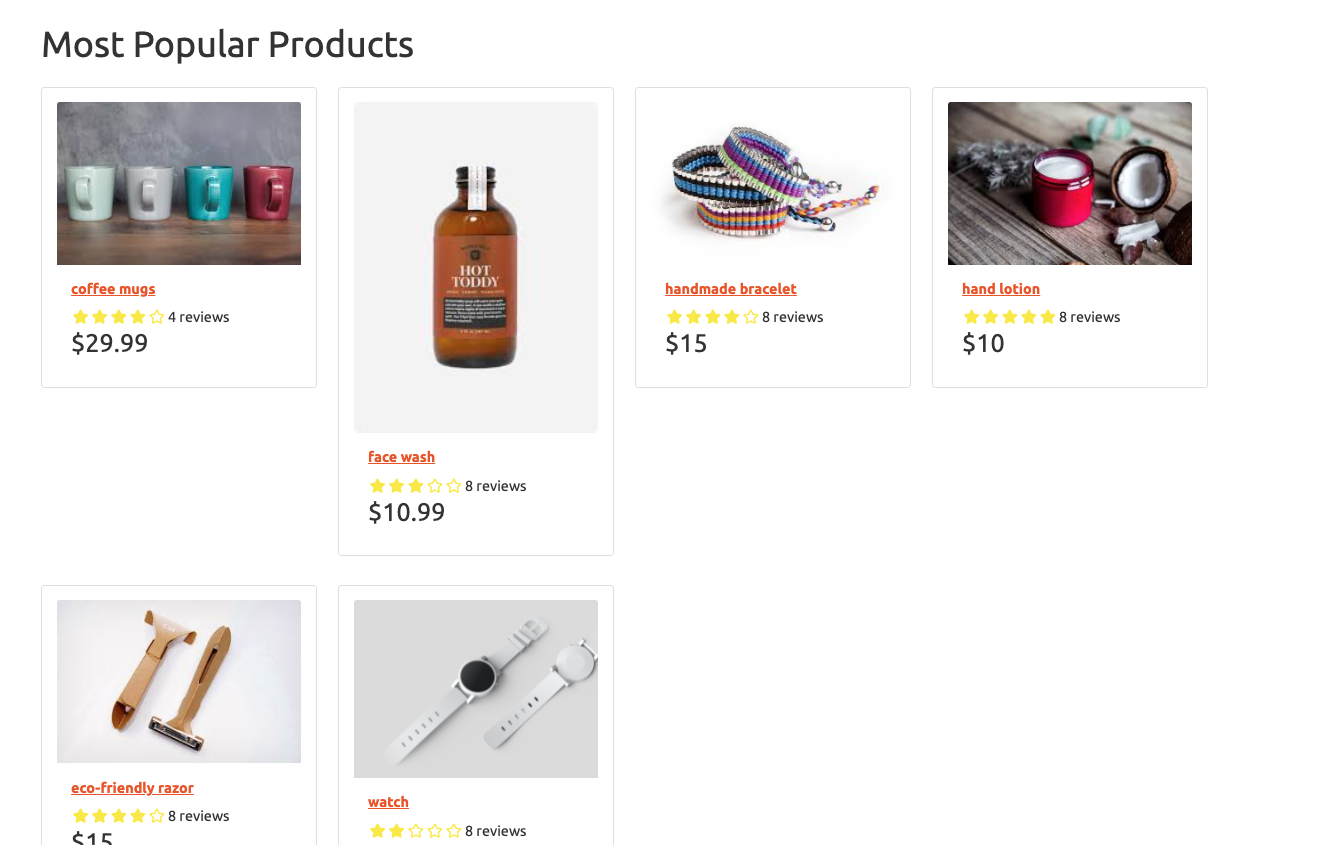 Most Popular Products
coffee mugs
4 reviews
$29.99
HOT
TODDY
face wash
8 reviews
$10.99
handmade bracelet
8 reviews
$15
hand lotion
8 reviews
$10
eco-friendly razor
8 reviews
$15
watch
8 reviews